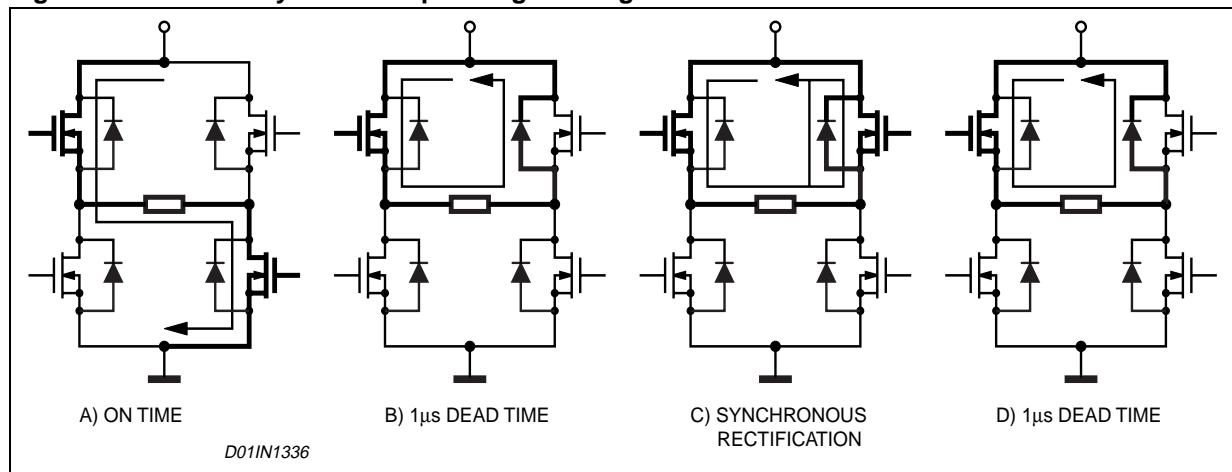 A) ON TIME
B) 1μs DEAD TIME
C) SYNCHRONOUS
RECTIFICATION
D) 1μs DEAD TIME
D01IN1336